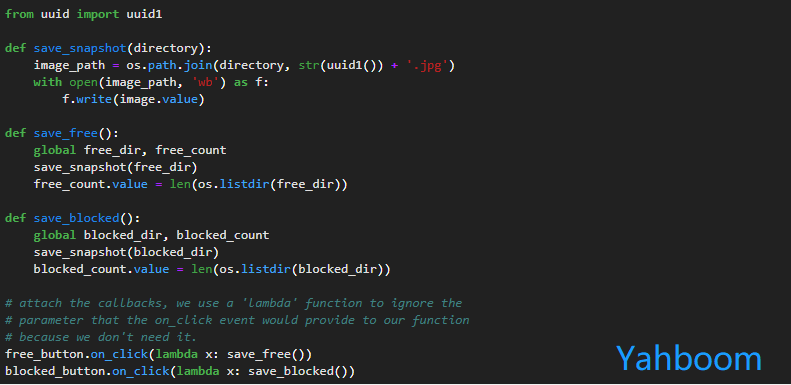 from uuid import uuid1

def save_snapshot(directory):
    image_path = os.path.join(directory, str(uuid1()) + '.jpg')
    with open(image_path, 'wb') as f:
        f.write(image.value)

def save_free():
    global free_dir, free_count
    save_snapshot(free_dir)
    free_count.value = len(os.listdir(free_dir))

def save_blocked():
    global blocked_dir, blocked_count
    save_snapshot(blocked_dir)
    blocked_count.value = len(os.listdir(blocked_dir))

# attach the callbacks, we use a 'lambda' function to ignore the
# parameter that the on_click event would provide to our function
# because we don't need it.
free_button.on_click(lambda x: save_free())
blocked_button.on_click(lambda x: save_blocked())
Yahboom